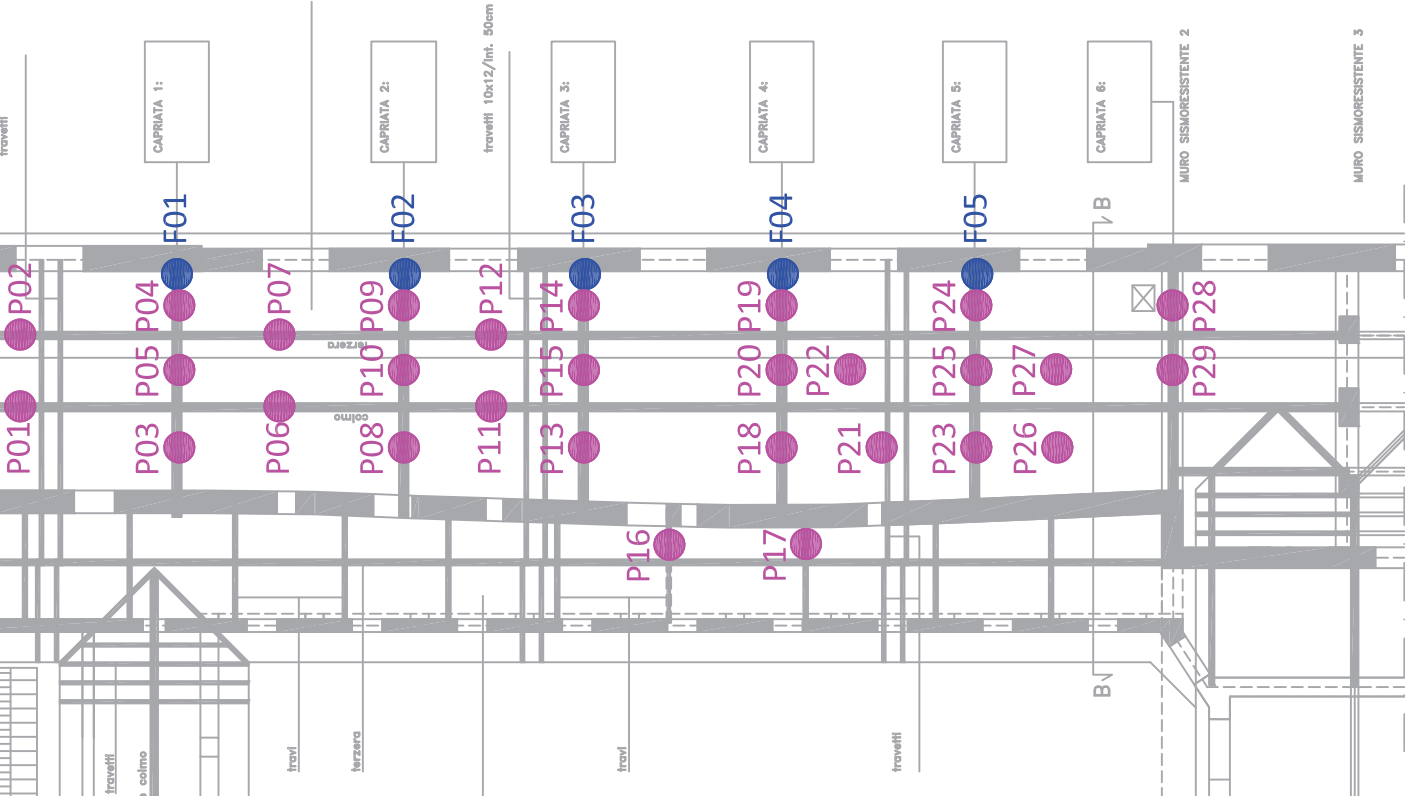 travetti
CAPRIATA 1:
CAPRIATA 2:
travetti 10x12/int. 50cm
CAPRIATA 3:
CAPRIATA 4:
CAPRIATA 5:
CAPRIATA 6:
MURO SISMORESISTENTE 2
MURO SISMORESISTENTE 3
F01
F02
F03
F04
F05
B
P02
P04
P07
P09
P12
P14
P19
P24
P28
terzera
P05
P10
P15
P20
P22
P25
P27
P29
colmo
P01
P03
P06
P08
P11
P13
P18
P21
P23
P26
P16
P17
B
travetti
colmo
travi
terzera
travi
travetti